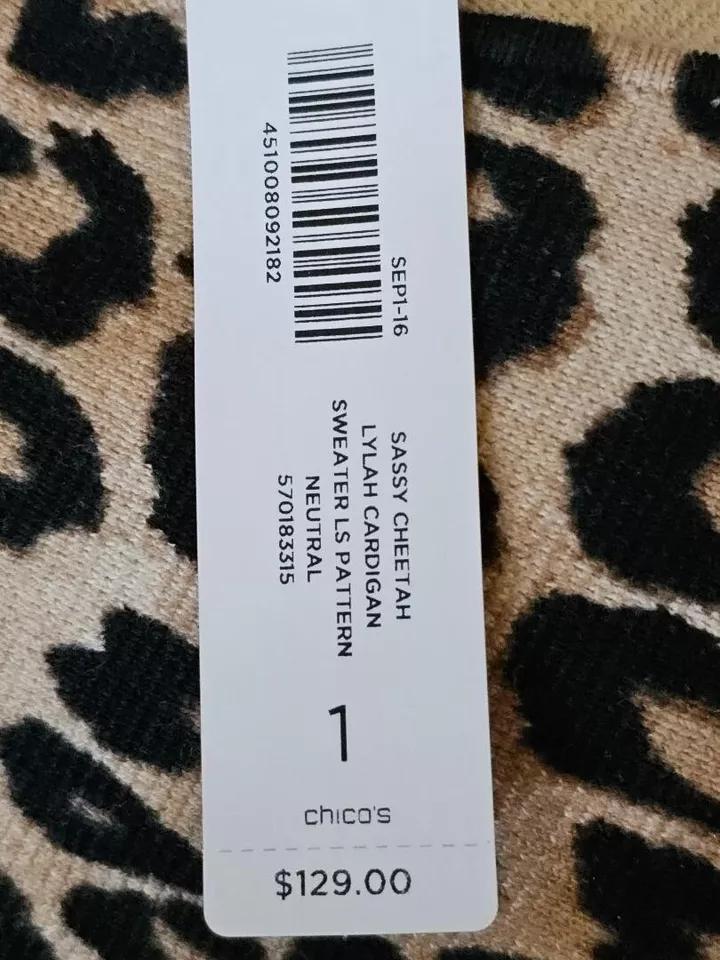 SEP1-16
451008092182
SASSY CHEETAH
LYLAH CARDIGAN
SWEATER LS PATTERN
NEUTRAL
570183315
1
chico's
$129.00